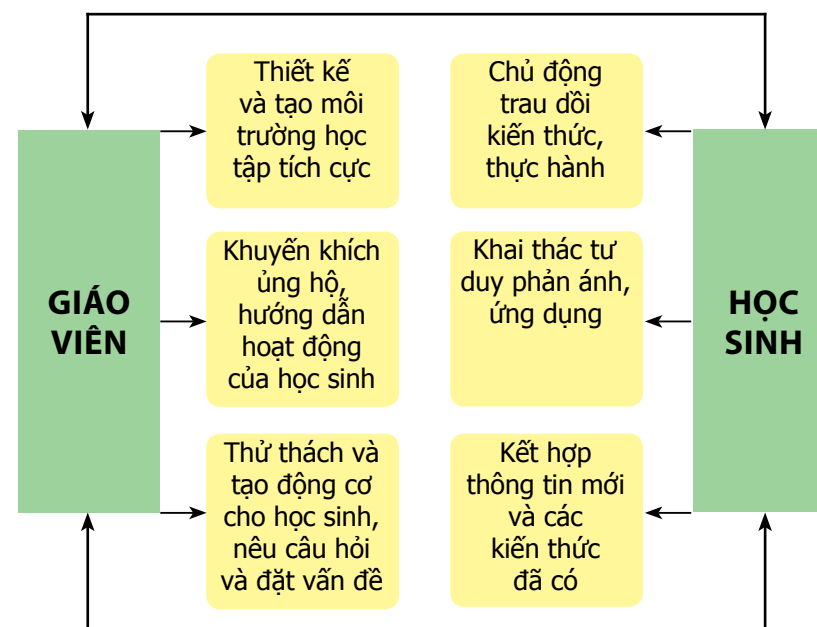 GIÁO
VIÊN
Thiết kế
và tạo môi
trường học
tập tích cực
Khuyến khích
ủng hộ,
hướng dẫn
hoạt động
của học sinh
Thử thách và
tạo động cơ
cho học sinh,
nêu câu hỏi
và đặt vấn đề
Chủ động
trau dồi
kiến thức,
thực hành
Khai thác tư
duy phản ánh,
ứng dụng
Kết hợp
thông tin mới
và các
kiến thức
đã có
HỌC
SINH